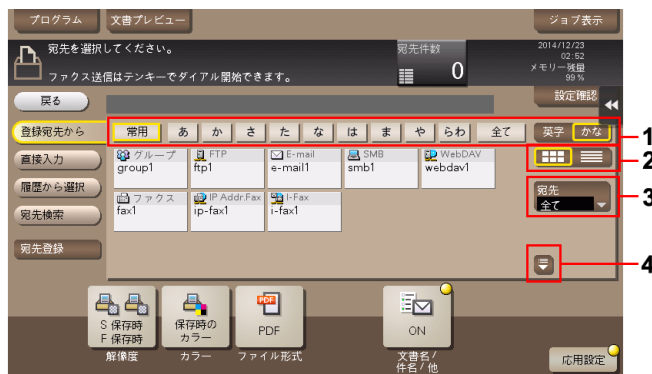 プログラム 文書プレビュー ジョブ表示
宛先を選択してください。
ファクス送信はテンキーでダイアル開始できます。
宛先件数
0
2014/12/23
02:52
メモリー残量
99 %
戻る 設定確認
登録宛先から 常用 あ か さ た な は ま や らわ 全て 英字 かな 1
直接入力
履歴から選択
宛先検索
宛先登録
グループ FTP E-mail SMB WebDAV
group1 ftp1 e-mail1 smb1 webdav1
ファクス IP Addr.Fax I-Fax
fax1 ip-fax1 i-fax1
2
宛先
全て
3
4
S 保存時
F 保存時
解像度
保存時の
カラー
カラー
PDF
PDF
ファイル形式
ON
文書名/
件名/他
応用設定